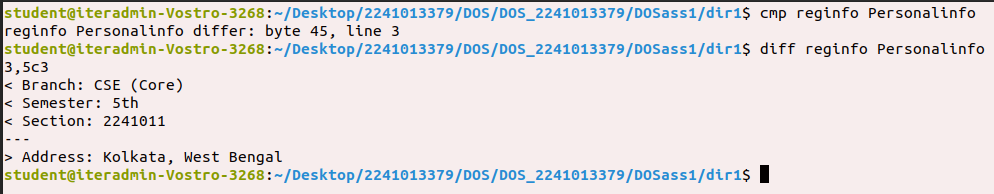 student@iteradmin-Vostro-3268:~/Desktop/2241013379/DOS/DOS_2241013379/DOSass1/dir1$ cmp reginfo Personalinfo
reginfo Personalinfo differ: byte 45, line 3
student@iteradmin-Vostro-3268:~/Desktop/2241013379/DOS/DOS_2241013379/DOSass1/dir1$ diff reginfo Personalinfo
3,5c3
< Branch: CSE (Core)
< Semester: 5th
< Section: 2241011
---
> Address: Kolkata, West Bengal
student@iteradmin-Vostro-3268:~/Desktop/2241013379/DOS/DOS_2241013379/DOSass1/dir1$